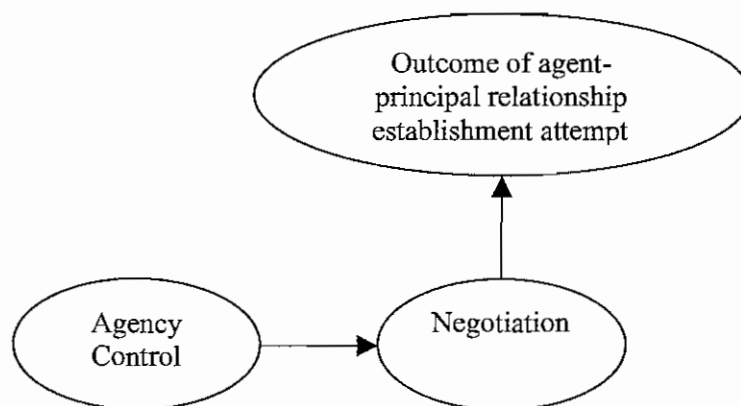 Outcome of agent-
principal relationship
establishment attempt
Agency
Control
Negotiation